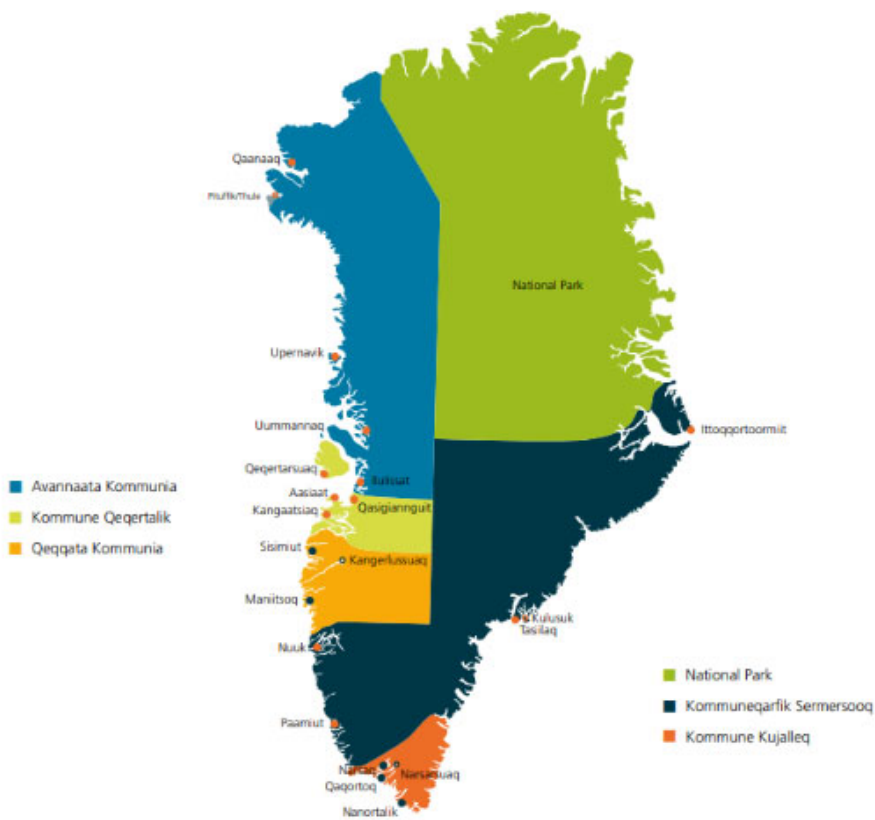 Qaanaaq
Pituffik/Thule
National Park
Upernavik
Uummannaq
Ittoqqortoormiit
Qeqertarsuaq
Ilulissat
Avannaata Kommunia
Aasiaat
Qasigiannguit
Kangaatsiaq
Kommune Qeqertalik
Sisimiut
Qeqqata Kommunia
Kangerlussuaq
Maniitsoq
Kulusuk
Tasiilaq
Nuuk
National Park
Kommuneqarfik Sermersooq
Paamiut
Kommune Kujalleq
Narsaq
Narsarsuaq
Qaqortoq
Nanortalik